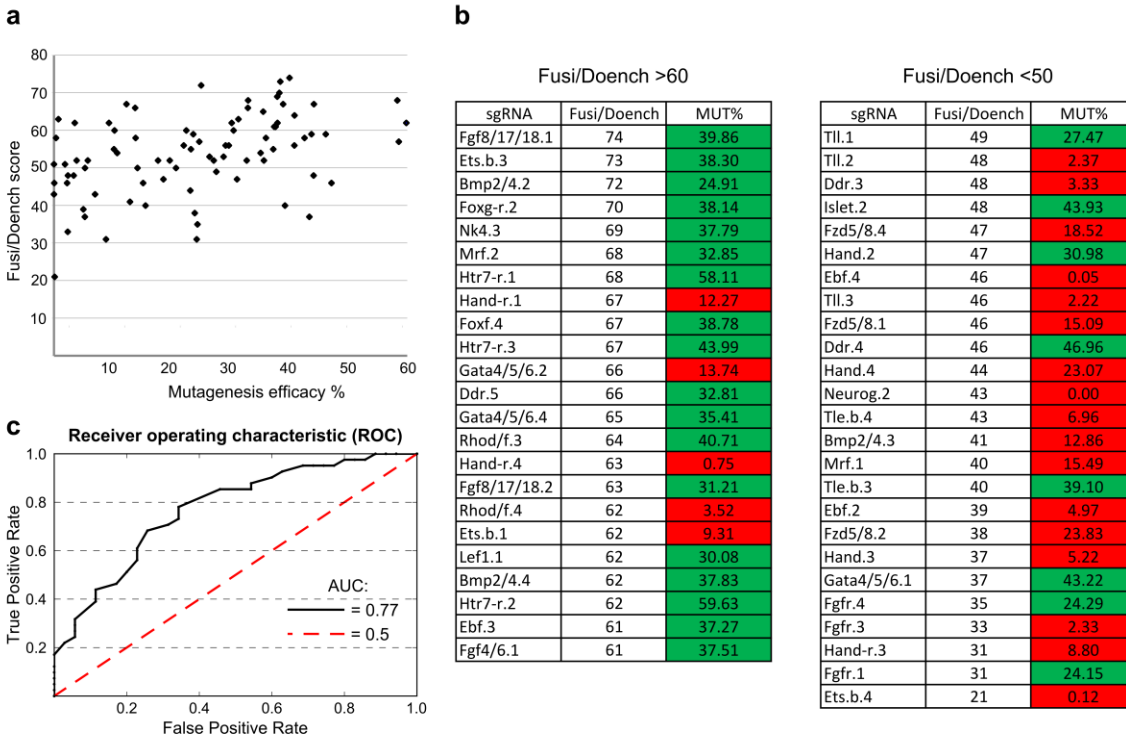 a
80
70
60
50
40
30
20
10
Fusi/Doench score
10 20 30 40 50 60
Mutagenesis efficacy %
b
Fusi/Doench >60
sgRNA Fusi/Doench MUT%
Fgf8/17/18.1 74 39.86
Ets.b.3 73 38.30
Bmp2/4.2 72 24.91
Foxg-r.2 70 38.14
Nk4.3 69 37.79
Mrf.2 68 32.85
Htr7-r.1 68 58.11
Hand-r.1 67 12.27
Foxf.4 67 38.78
Htr7-r.3 67 43.99
Gata4/5/6.2 66 13.74
Ddr.5 66 32.81
Gata4/5/6.4 65 35.41
Rhod/f.3 64 40.71
Hand-r.4 63 0.75
Fgf8/17/18.2 63 31.21
Rhod/f.4 62 3.52
Ets.b.1 62 9.31
Lef1.1 62 30.08
Bmp2/4.4 62 37.83
Htr7-r.2 62 59.63
Ebf.3 61 37.27
Fgf4/6.1 61 37.51
Fusi/Doench <50
sgRNA Fusi/Doench MUT%
Tll.1 49 27.47
Tll.2 48 2.37
Ddr.3 48 3.33
Islet.2 48 43.93
Fzd5/8.4 47 18.52
Hand.2 47 30.98
Ebf.4 46 0.05
Tll.3 46 2.22
Fzd5/8.1 46 15.09
Ddr.4 46 46.96
Hand.4 44 23.07
Neurog.2 43 0.00
Tle.b.4 43 6.96
Bmp2/4.3 41 12.86
Mrf.1 40 15.49
Tle.b.3 40 39.10
Ebf.2 39 4.97
Fzd5/8.2 38 23.83
Hand.3 37 5.22
Gata4/5/6.1 37 43.22
Fgfr.4 35 24.29
Fgfr.3 33 2.33
Hand-r.3 31 8.80
Fgfr.1 31 24.15
Ets.b.4 21 0.12
c
Receiver operating characteristic (ROC)
1.0
0.8
0.6
0.4
0.2
True Positive Rate
AUC:
= 0.77
= 0.5
0.2 0.4 0.6 0.8 1.0
False Positive Rate